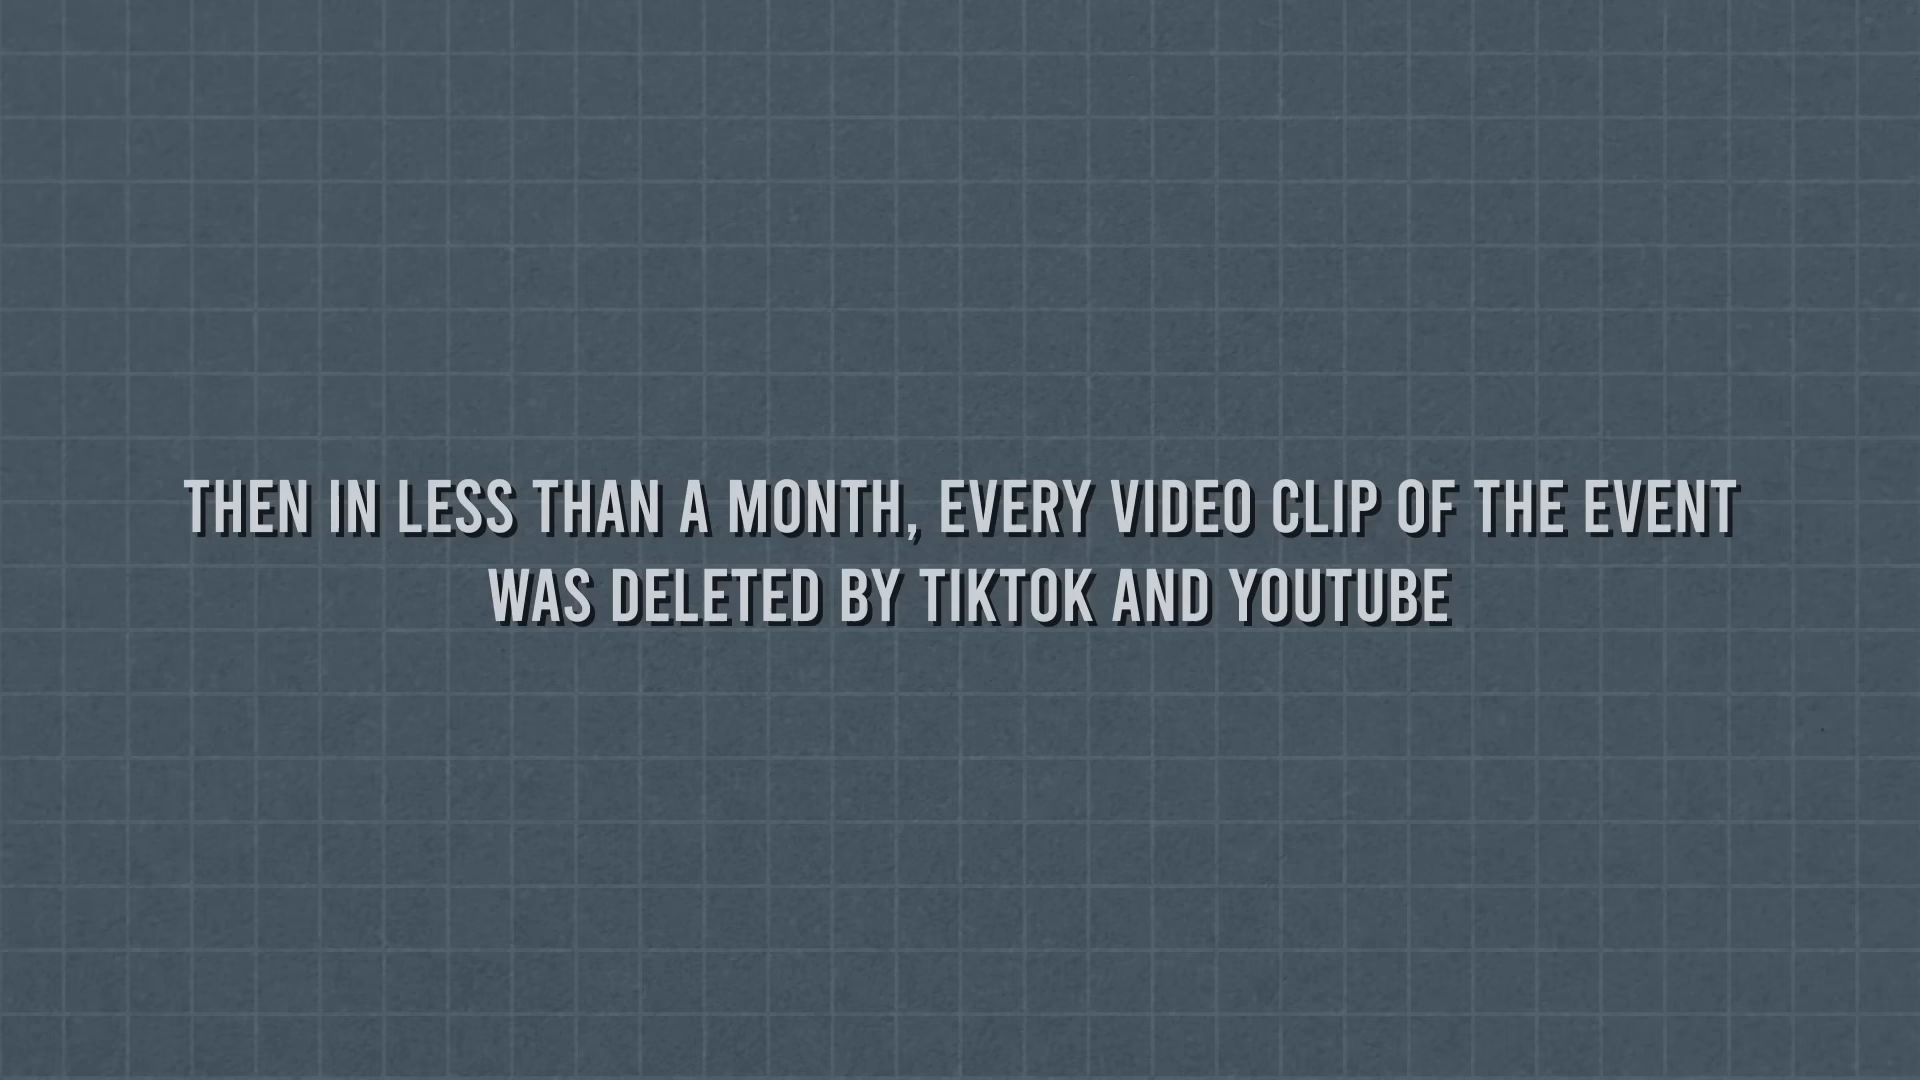 THEN IN LESS THAN A MONTH, EVERY VIDEO CLIP OF THE EVENT
WAS DELETED BY TIKTOK AND YOUTUBE